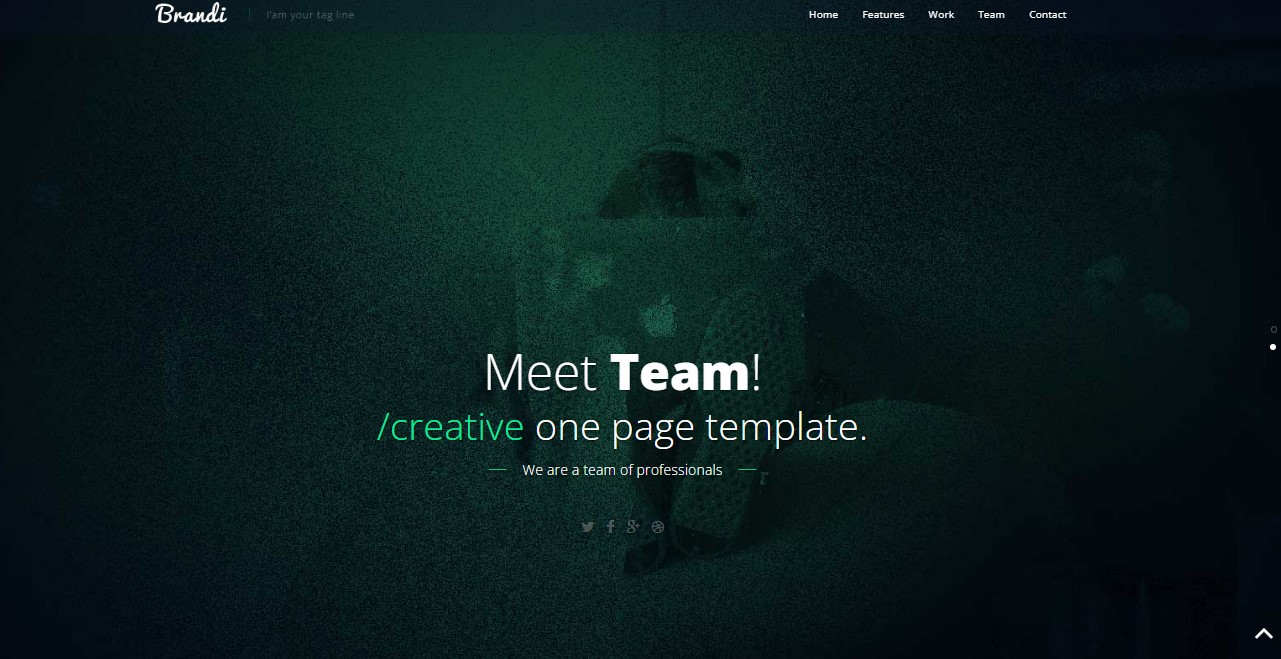 Brandi
I'am your tag line
Home Features Work Team Contact
Meet Team!
/creative one page template.
We are a team of professionals